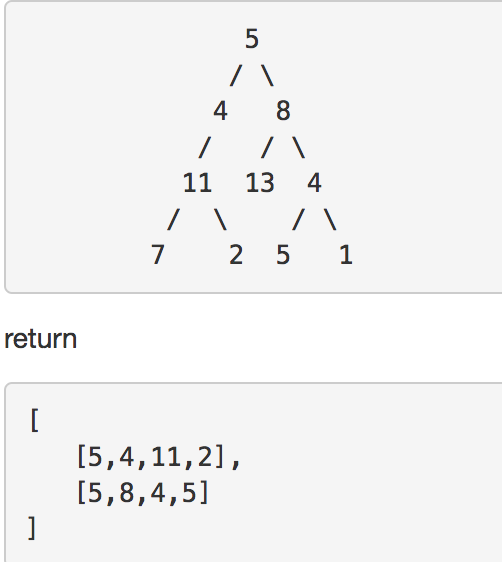 5
/ \
4 8
/ / \
11 13 4
/ \ / \
7 2 5 1
return
[
[5,4,11,2],
[5,8,4,5]
]